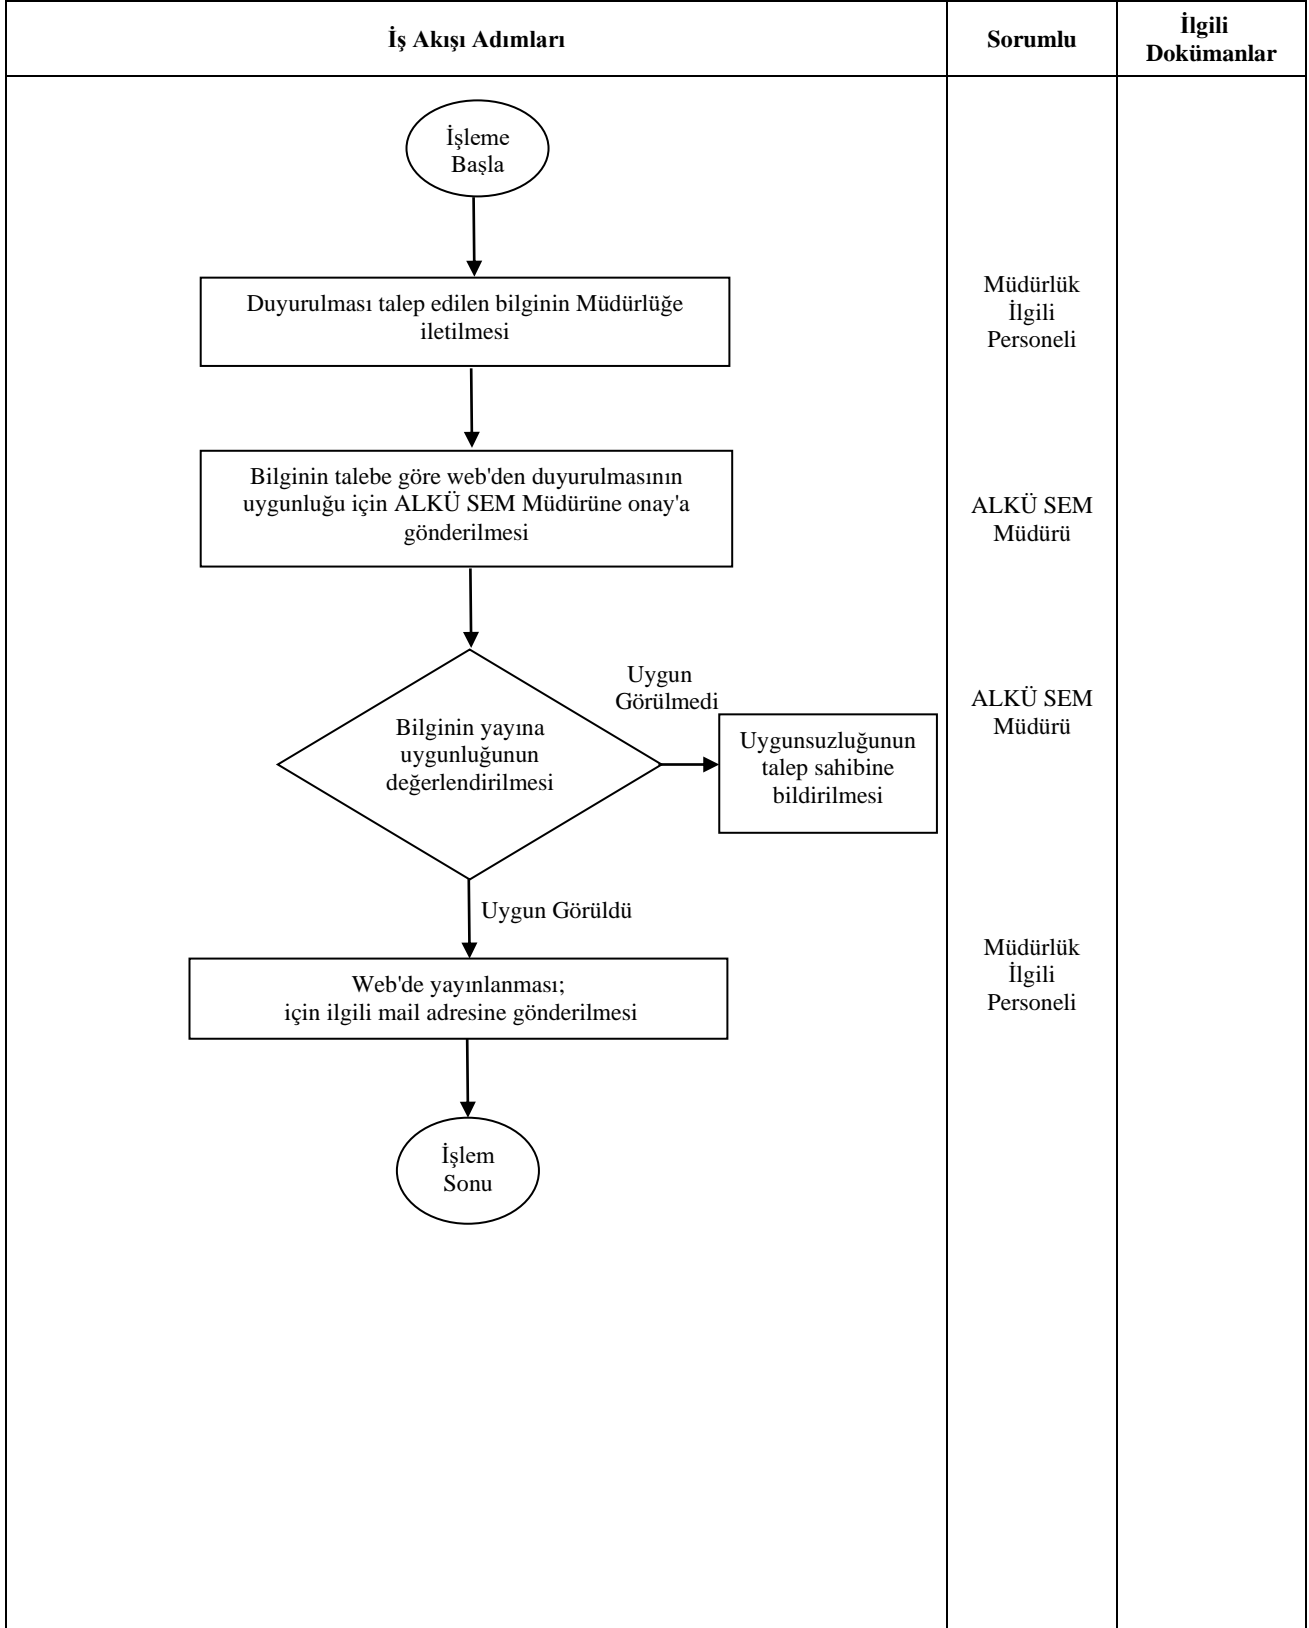 İş Akışı Adımları
Sorumlu
İlgili
Dokümanlar
İşleme
Başla
Duyurulması talep edilen bilginin Müdürlüğe
iletilmesi
Müdürlük
İlgili
Personeli
Bilginin talebe göre web'den duyurulmasının
uygunluğu için ALKÜ SEM Müdürüne onay'a
gönderilmesi
ALKÜ SEM
Müdürü
Bilginin yayına
uygunluğunun
değerlendirilmesi
Uygun
Görülmedi
Uygunsuzluğunun
talep sahibine
bildirilmesi
ALKÜ SEM
Müdürü
Uygun Görüldü
Web'de yayınlanması;
için ilgili mail adresine gönderilmesi
Müdürlük
İlgili
Personeli
İşlem
Sonu